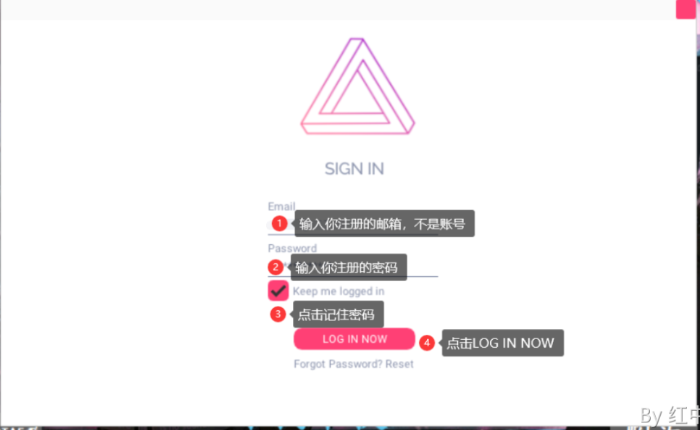 SIGN IN
Email
1 输入你注册的邮箱，不是账号
Password
2 输入你注册的密码
Keep me logged in
3 点击记住密码
LOG IN NOW
4 点击LOG IN NOW
Forgot Password? Reset
By 红